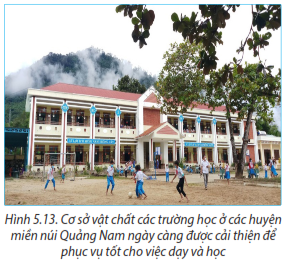 Hình 5.13. Cơ sở vật chất các trường học ở các huyện
miền núi Quảng Nam ngày càng được cải thiện để
phục vụ tốt cho việc dạy và học